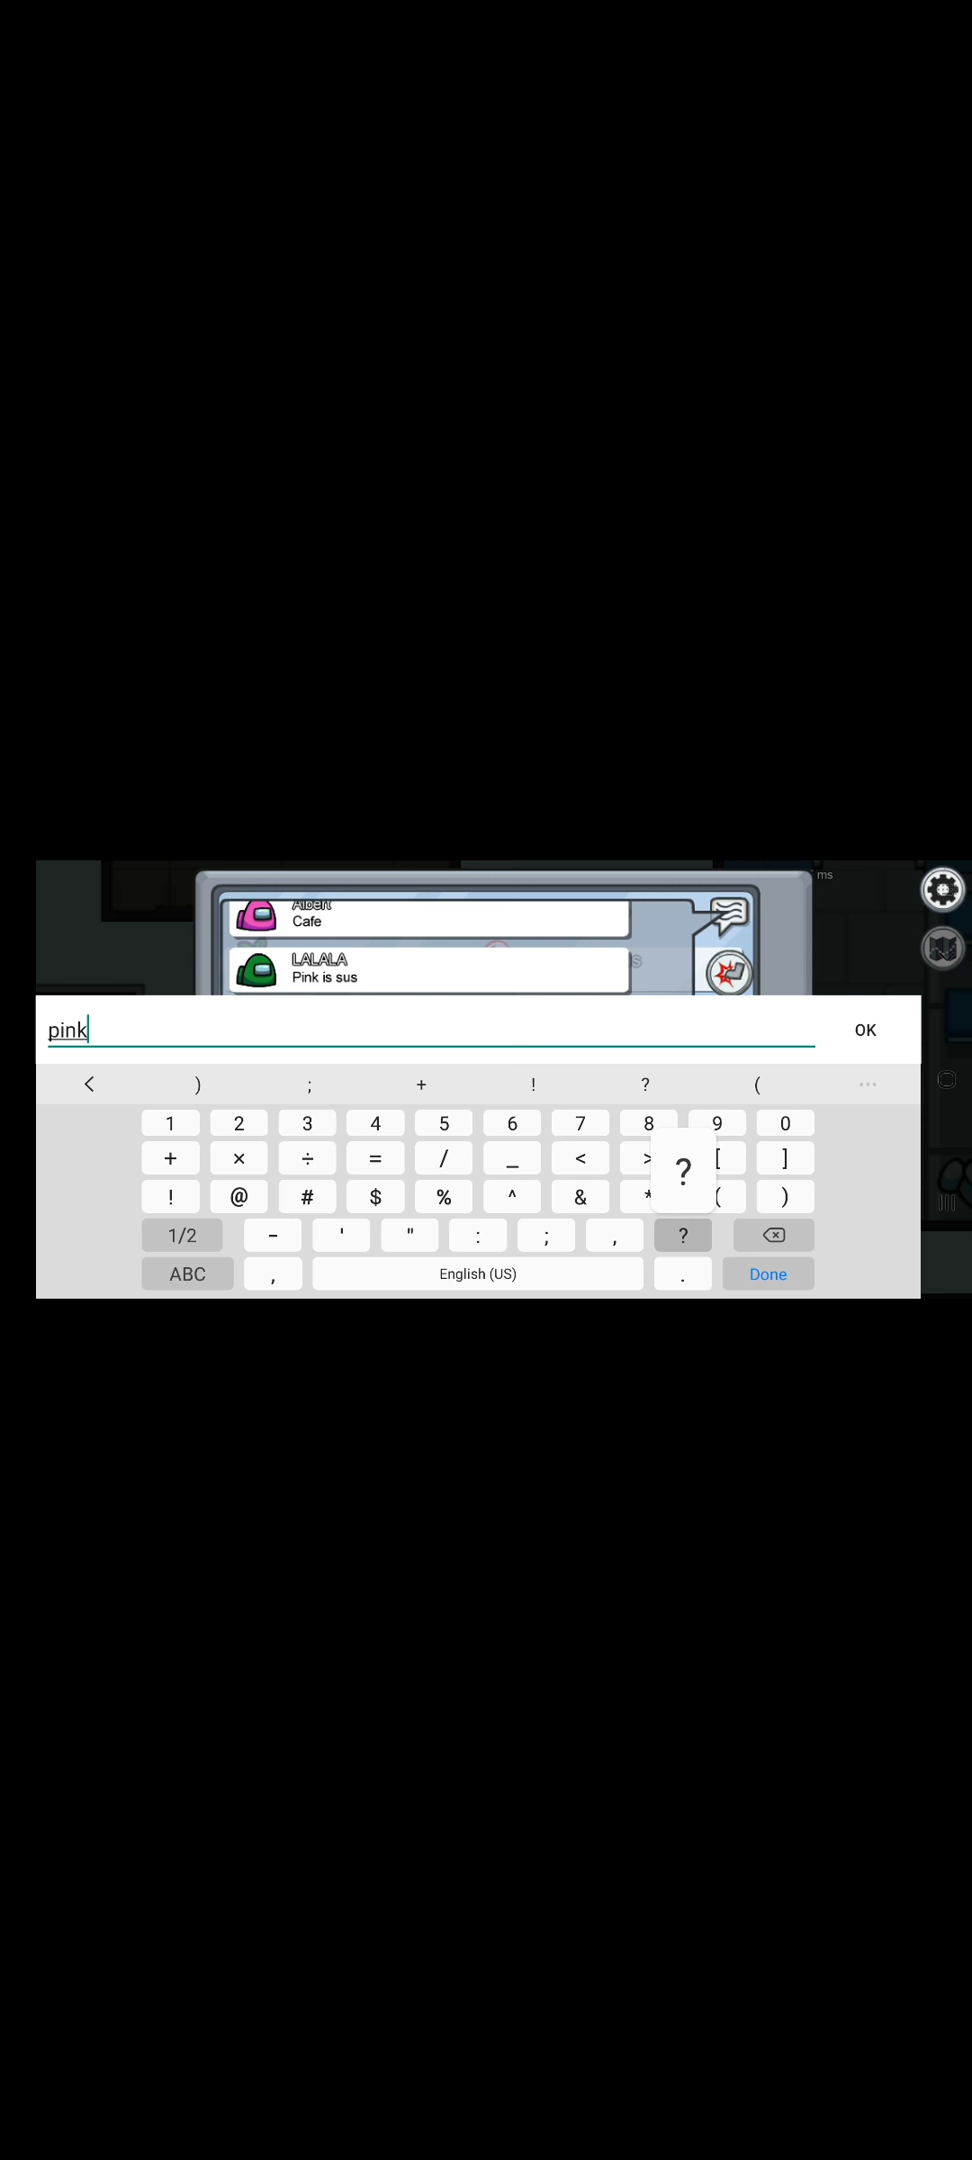 ms
Albert
Cafe
LALALA
Pink is sus
pink
OK
< ) ; + ! ? ( ...
1 2 3 4 5 6 7 8 9 0
+ × ÷ = / _ < > [ ]
?
! @ # $ % ^ & * ( )
1/2 - ' " : ; , ?
ABC , English (US) . Done